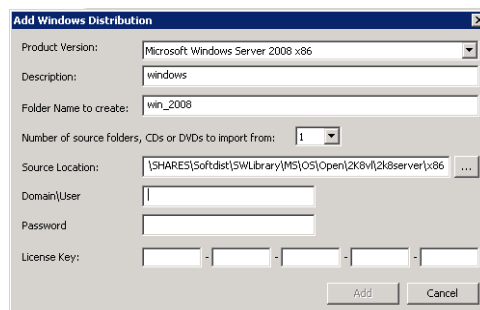 Add Windows Distribution
Product Version: Microsoft Windows Server 2008 x86
Description: windows
Folder Name to create: win_2008
Number of source folders, CDs or DVDs to import from: 1
Source Location: \SHARES\Softdist\SWLibrary\MS\OS\Open\2K8vl\2k8server\x86 ...
Domain\User
Password
License Key: - - - -
Add Cancel